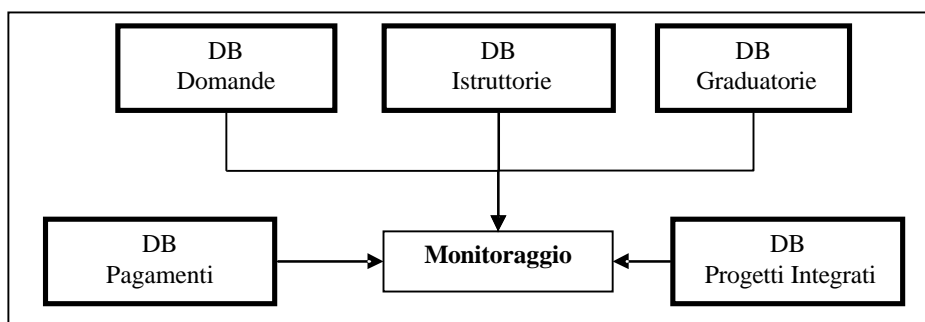 DB
Domande
DB
Istruttorie
DB
Graduatorie
DB
Pagamenti
Monitoraggio
DB
Progetti Integrati